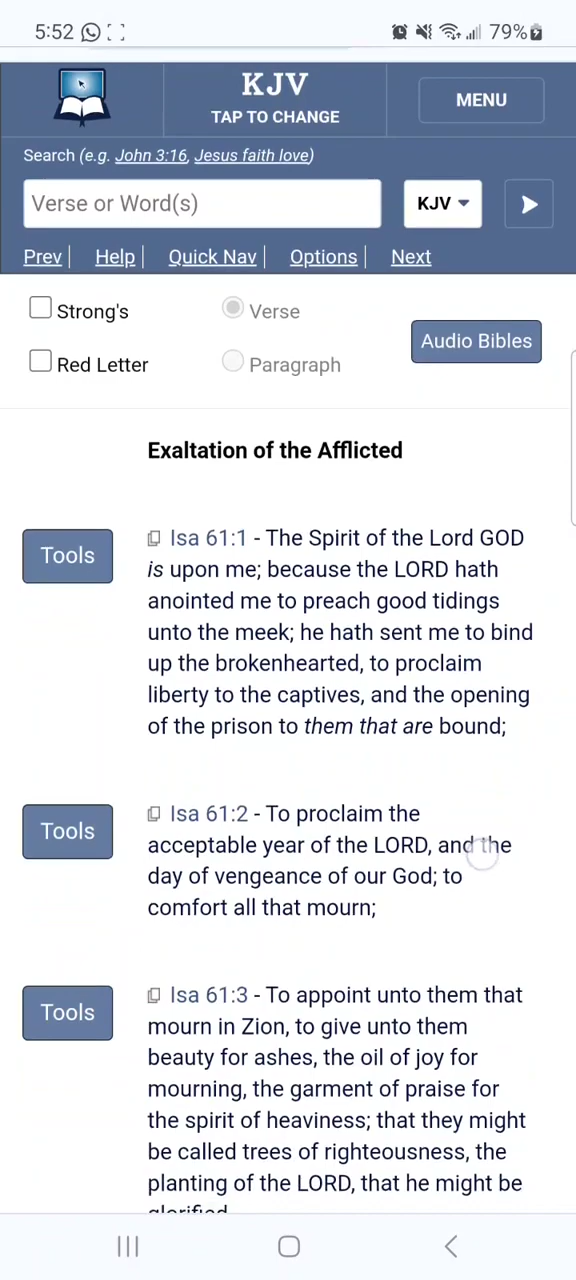 5:52 79%
KJV
TAP TO CHANGE
MENU
Search (e.g. John 3:16, Jesus faith love)
Verse or Word(s)
KJV
Prev | Help | Quick Nav | Options | Next
Strong's
Verse
Audio Bibles
Red Letter
Paragraph
Exaltation of the Afflicted
Tools
Isa 61:1 - The Spirit of the Lord GOD
is upon me; because the LORD hath
anointed me to preach good tidings
unto the meek; he hath sent me to bind
up the brokenhearted, to proclaim
liberty to the captives, and the opening
of the prison to them that are bound;
Tools
Isa 61:2 - To proclaim the
acceptable year of the LORD, and the
day of vengeance of our God; to
comfort all that mourn;
Tools
Isa 61:3 - To appoint unto them that
mourn in Zion, to give unto them
beauty for ashes, the oil of joy for
mourning, the garment of praise for
the spirit of heaviness; that they might
be called trees of righteousness, the
planting of the LORD, that he might be